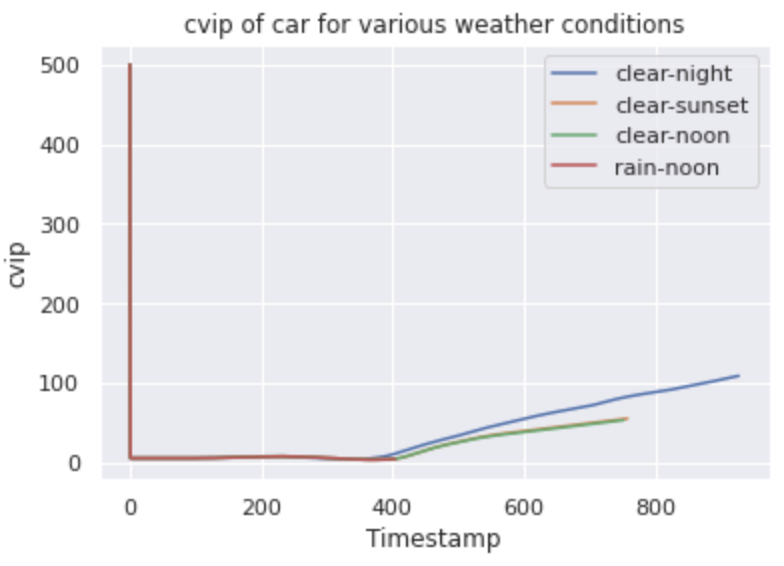 cvip of car for various weather conditions
500
400
300
200
100
0
cvip
clear-night
clear-sunset
clear-noon
rain-noon
0 200 400 600 800
Timestamp